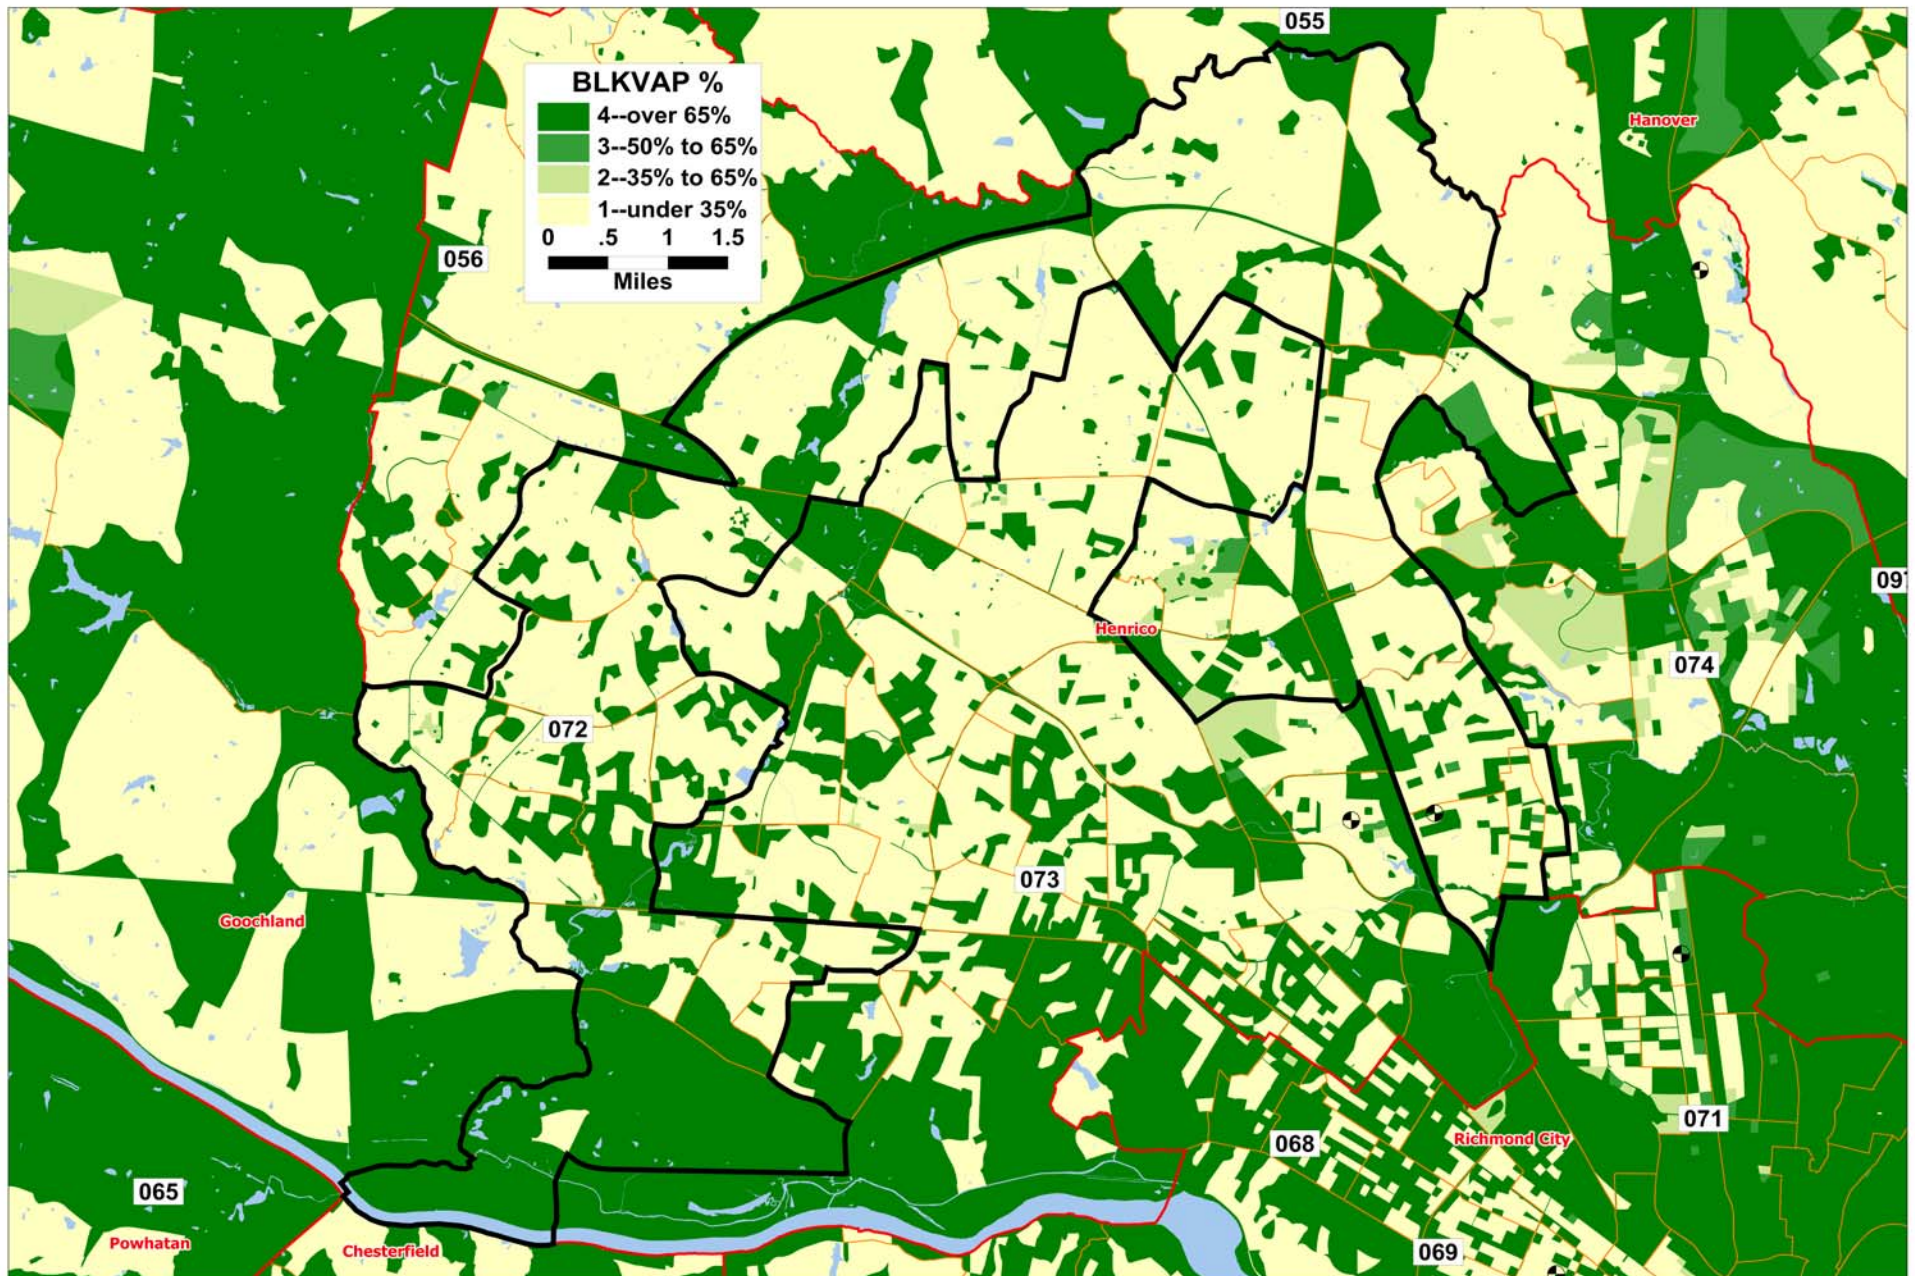 055
BLKVAP %
4--over 65%
3--50% to 65%
2--35% to 65%
1--under 35%
0 .5 1 1.5
Miles
Hanover
056
097
Henrico
074
072
073
Goochland
071
068
Richmond City
065
Powhatan
Chesterfield
069